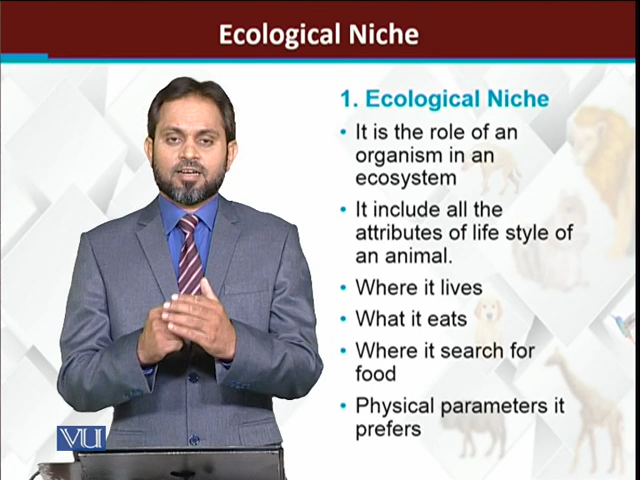 Ecological Niche
1. Ecological Niche
• It is the role of an
organism in an
ecosystem
• It include all the
attributes of life style of
an animal.
• Where it lives
• What it eats
• Where it search for
food
• Physical parameters it
prefers
VU